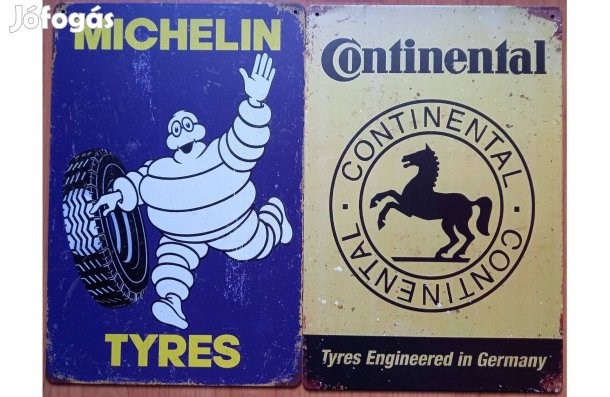 Jófogás
MICHELIN
TYRES
Continental
CONTINENTAL · CONTINENTAL ·
Tyres Engineered in Germany